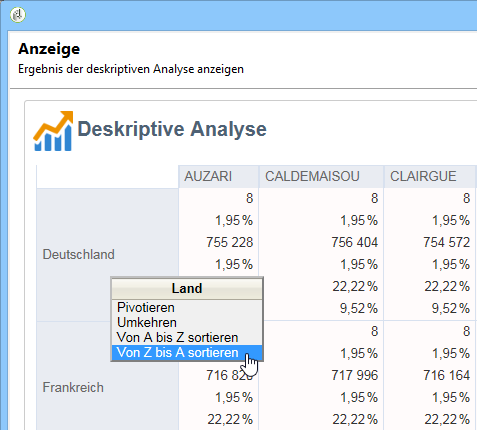 Anzeige
Ergebnis der deskriptiven Analyse anzeigen
Deskriptive Analyse
AUZARI CALDEMAISOU CLAIRGUE
8 8 8
1,95 % 1,95 % 1,95 %
755 228 756 404 754 572
Deutschland
1,95 % 1,95 % 1,95 %
22,22 % 22,22 %
9,52 % 9,52 %
Land
Pivotieren
Umkehren
Von A bis Z sortieren
Von Z bis A sortieren
8 8
1,95 % 1,95 %
Frankreich
717 996 716 164
1,95 % 1,95 % 1,95 %
22,22 % 22,22 % 22,22 %